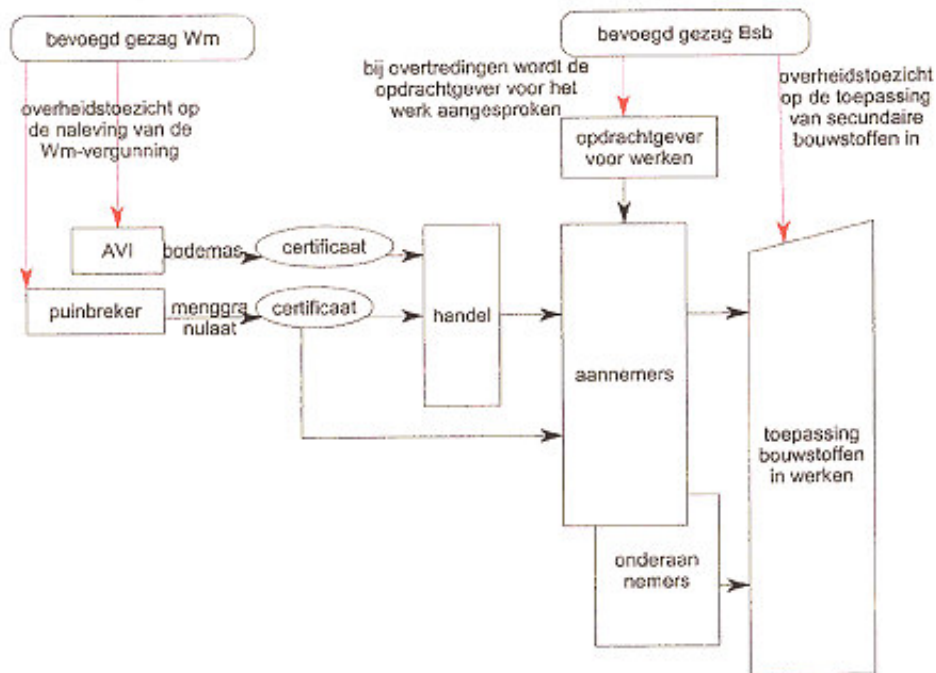 bevoegd gezag Wm
bevoegd gezag Bsb
bij overtredingen wordt de
opdrachtgever voor het
werk aangesproken
overheidstoezicht
op de toepassing
van secundaire
bouwstoffen in
overheidstoezicht op
de naleving van de
Wm-vergunning
opdrachtgever
voor werken
AVI
bodemas
certificaat
puinbreker
menggra
nulaat
certificaat
handel
aannemers
toepassing
bouwstoffen
in werken
onderaan
nemers